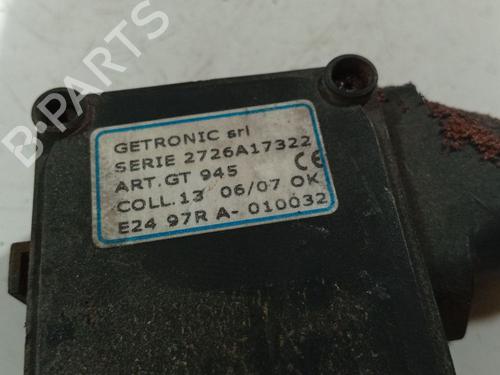 B-PARTS
GETRONIC srl
SERIE 2726A17322
ART.GT 945 CE
COLL.13 06/07 OK
E24 97R A- 010032